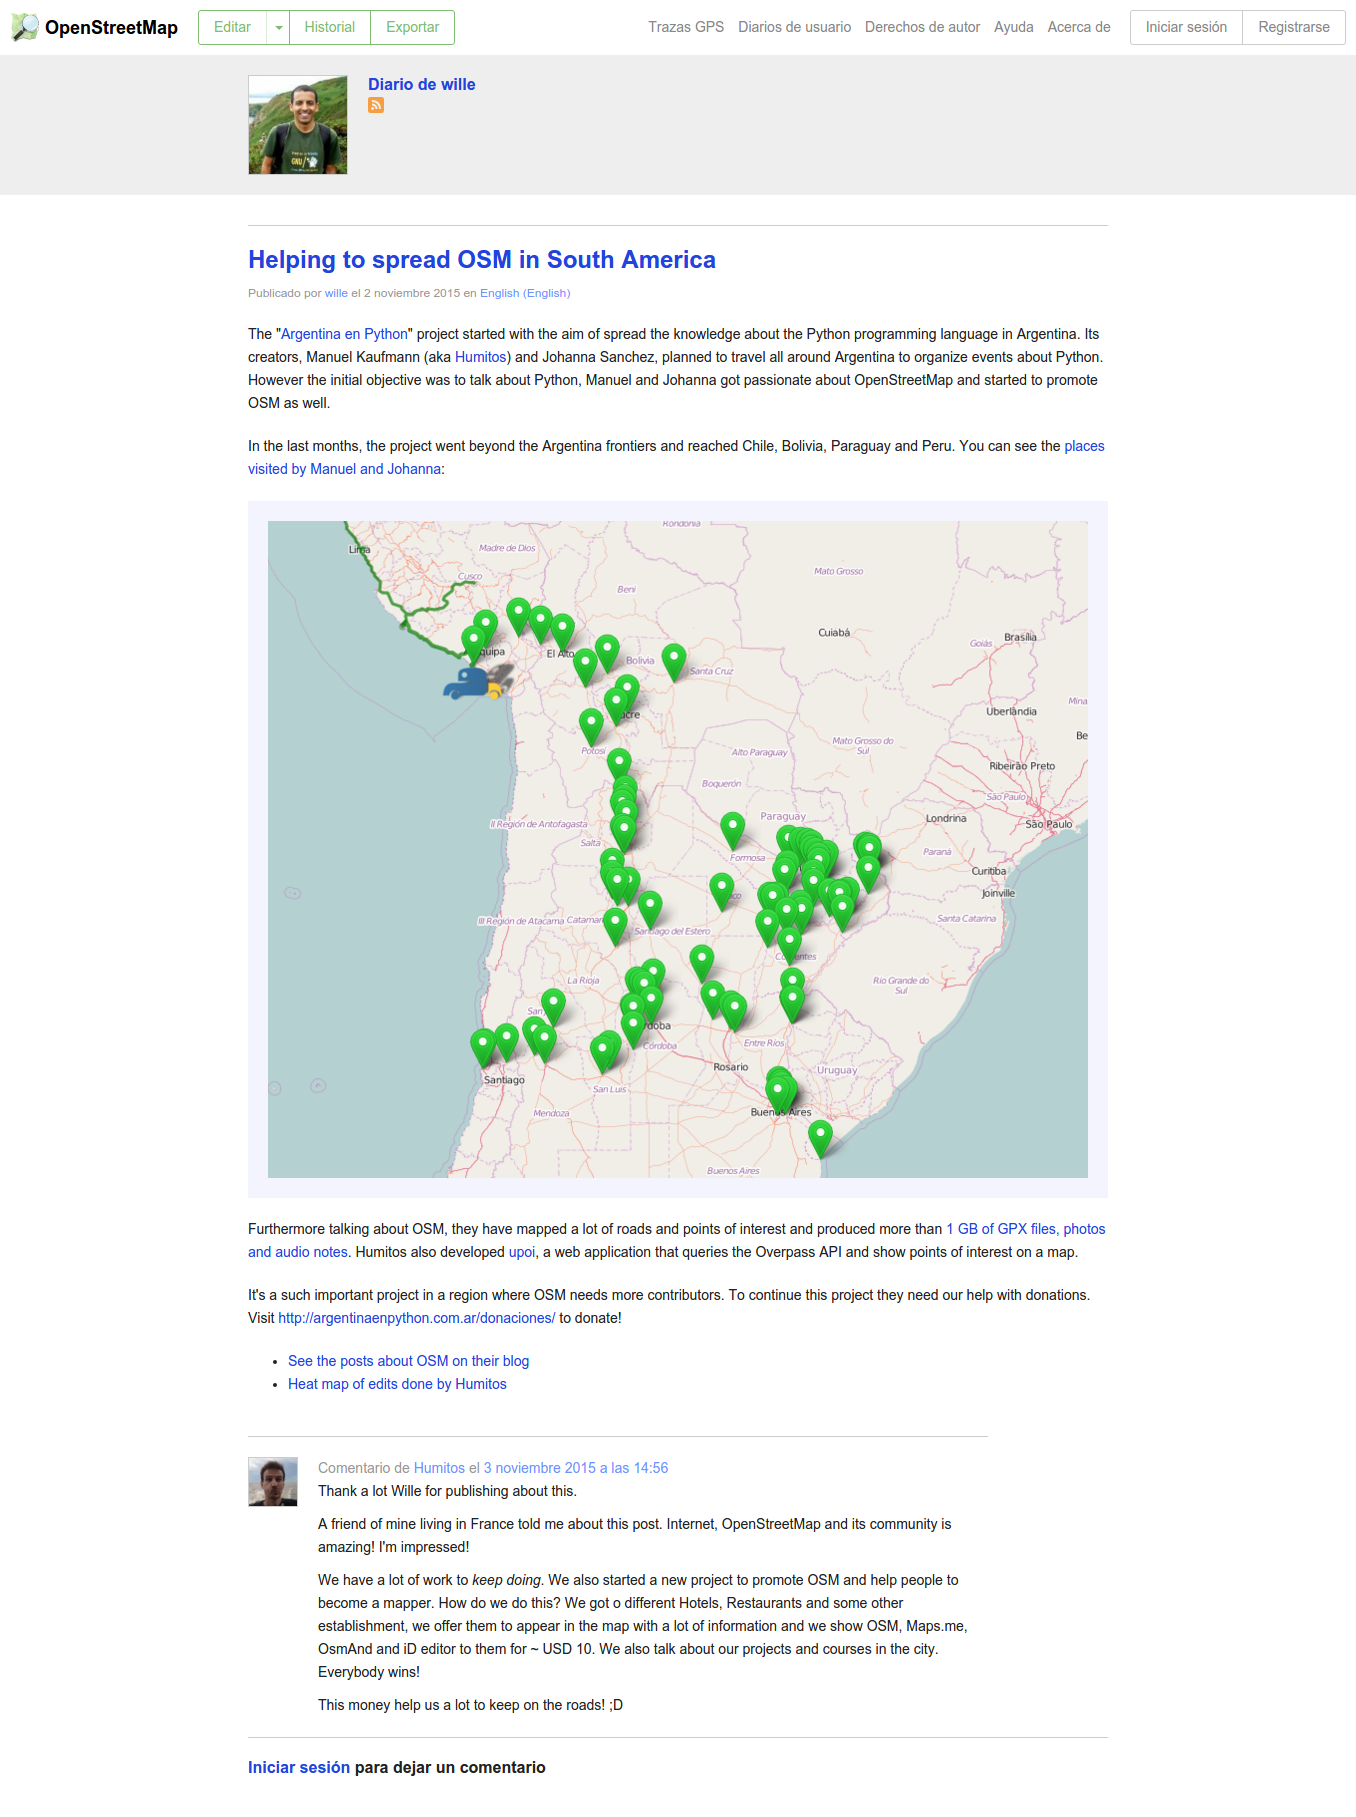 OpenStreetMap
Editar
Historial
Exportar
Trazas GPS
Diarios de usuario
Derechos de autor
Ayuda
Acerca de
Iniciar sesión
Registrarse
Diario de wille
Helping to spread OSM in South America
Publicado por wille el 2 noviembre 2015 en English (English)
The "Argentina en Python" project started with the aim of spread the knowledge about the Python programming language in Argentina. Its
creators, Manuel Kaufmann (aka Humitos) and Johanna Sanchez, planned to travel all around Argentina to organize events about Python.
However the initial objective was to talk about Python, Manuel and Johanna got passionate about OpenStreetMap and started to promote
OSM as well.
In the last months, the project went beyond the Argentina frontiers and reached Chile, Bolivia, Paraguay and Peru. You can see the places
visited by Manuel and Johanna:
Rondonia
Lima
Madre de Dios
Cusco
Beni
Mato Grosso
Cuiabá
Goiás
Brasília
quipa
El Alto
Bolivia
Santa Cruz
Mina
Uberlândia
ucre
Be
Potosí
Alto Paraguay
Mato Grosso do
Sul
Ribeirão Preto
Boquerón
São Paulo
II Región de Antofagasta
Paraguay
Londrina
São Paulo
Salta
Formosa
Paraná
Curitiba
Joinville
co
III Región de Atacama
Catamar
Santiago del Estero
Santa Catarina
Co
entes
La Rioja
Rio Grande do
Sul
San
doba
Córdoba
Entre Ríos
Rosario
Uruguay
Santiago
San Luis
Mendoza
Buenos Aires
Buenos Aires
Furthermore talking about OSM, they have mapped a lot of roads and points of interest and produced more than 1 GB of GPX files, photos
and audio notes. Humitos also developed upoi, a web application that queries the Overpass API and show points of interest on a map.
It's a such important project in a region where OSM needs more contributors. To continue this project they need our help with donations.
Visit http://argentinaenpython.com.ar/donaciones/ to donate!
• See the posts about OSM on their blog
• Heat map of edits done by Humitos
Comentario de Humitos el 3 noviembre 2015 a las 14:56
Thank a lot Wille for publishing about this.
A friend of mine living in France told me about this post. Internet, OpenStreetMap and its community is
amazing! I'm impressed!
We have a lot of work to keep doing. We also started a new project to promote OSM and help people to
become a mapper. How do we do this? We got o different Hotels, Restaurants and some other
establishment, we offer them to appear in the map with a lot of information and we show OSM, Maps.me,
OsmAnd and iD editor to them for ~ USD 10. We also talk about our projects and courses in the city.
Everybody wins!
This money help us a lot to keep on the roads! ;D
Iniciar sesión para dejar un comentario